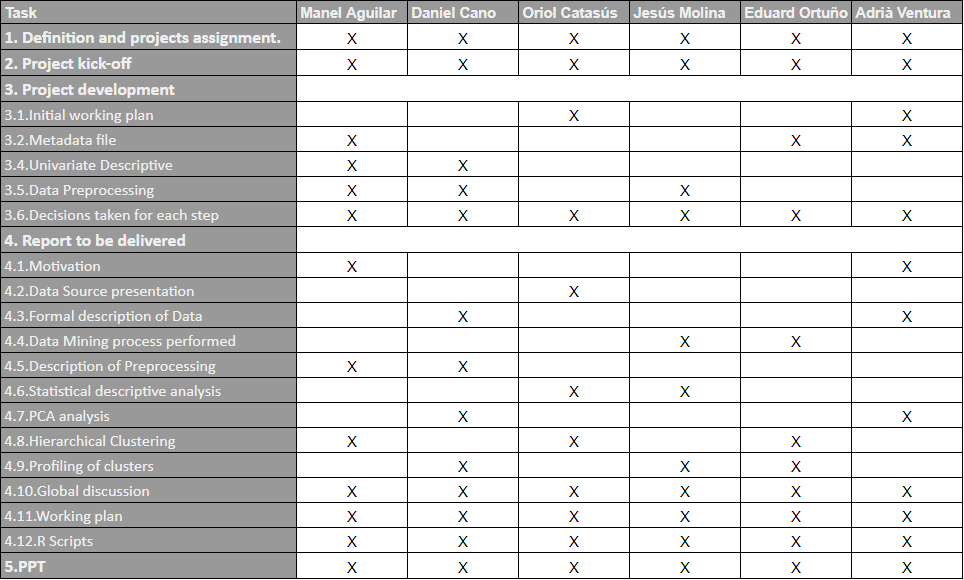 Task Manel Aguilar Daniel Cano Oriol Catasús Jesús Molina Eduard Ortuño Adrià Ventura
1. Definition and projects assignment. X X X X X X
2. Project kick-off X X X X X X
3. Project development
3.1.Initial working plan X X
3.2.Metadata file X X X
3.4.Univariate Descriptive X X
3.5.Data Preprocessing X X X
3.6.Decisions taken for each step X X X X X X
4. Report to be delivered
4.1.Motivation X X
4.2.Data Source presentation X
4.3.Formal description of Data X X
4.4.Data Mining process performed X X
4.5.Description of Preprocessing X X
4.6.Statistical descriptive analysis X X
4.7.PCA analysis X X
4.8.Hierarchical Clustering X X X
4.9.Profiling of clusters X X X
4.10.Global discussion X X X X X X
4.11.Working plan X X X X X X
4.12.R Scripts X X X X X X
5.PPT X X X X X X